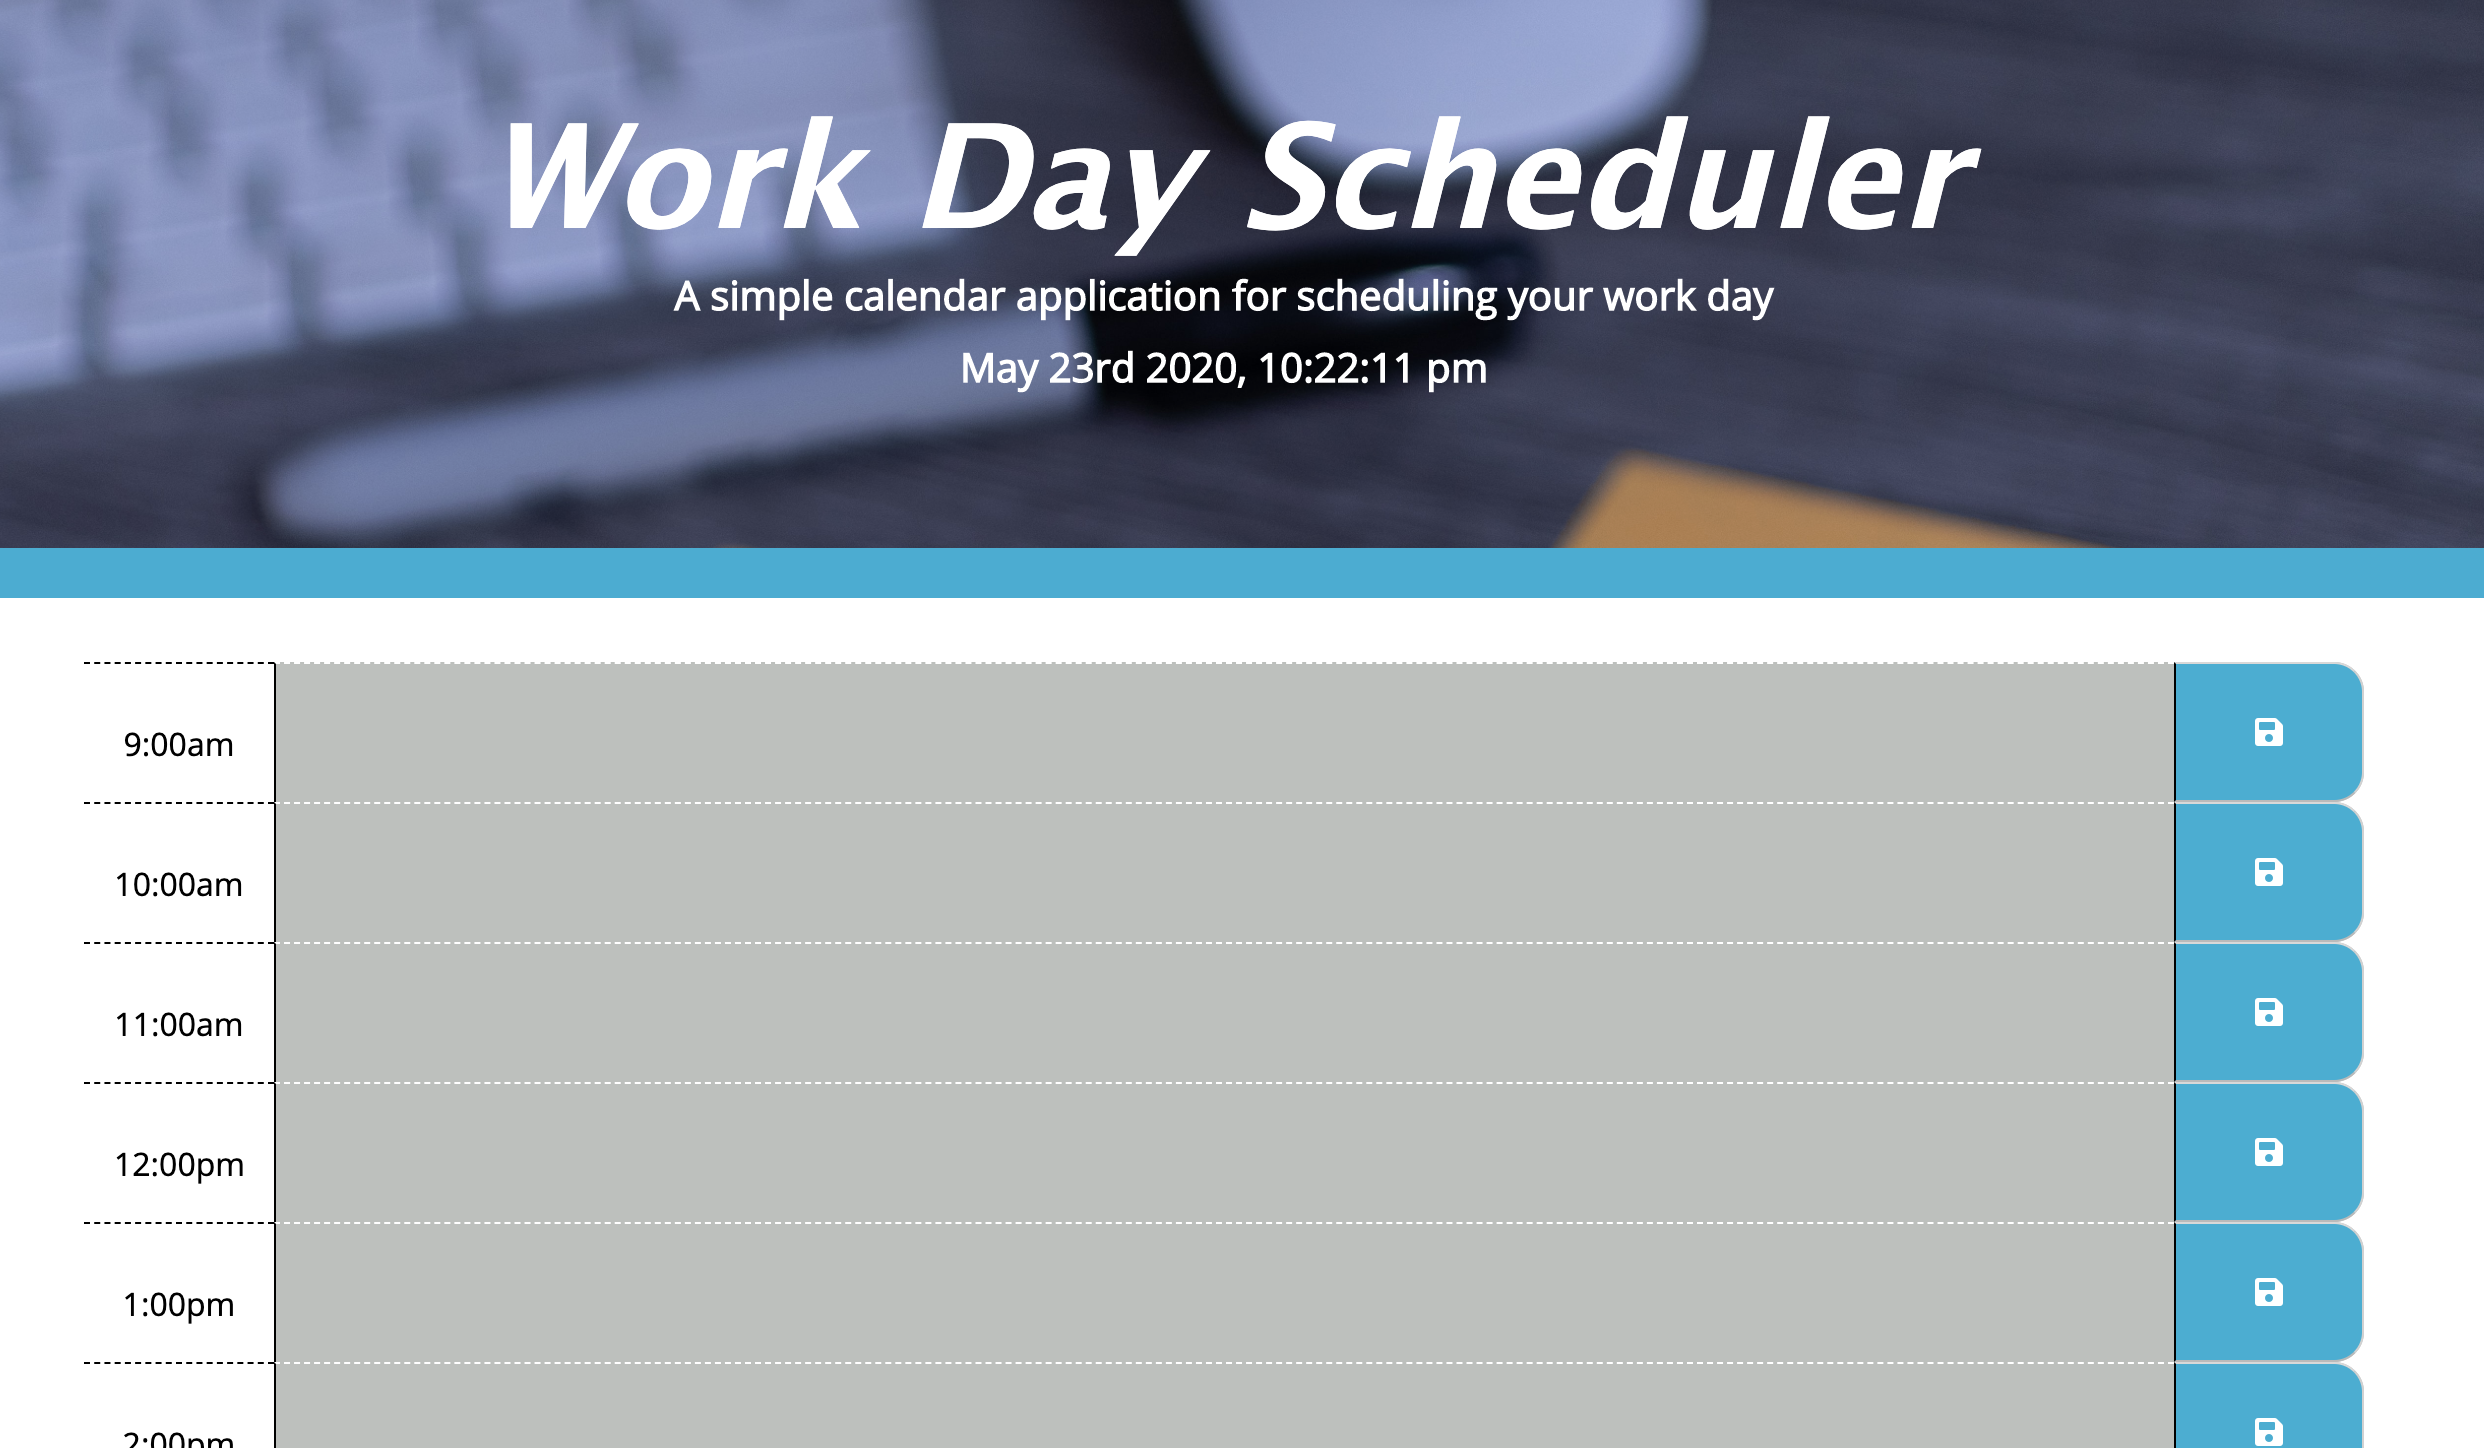 Work Day Scheduler
A simple calendar application for scheduling your work day
May 23rd 2020, 10:22:11 pm
9:00am
10:00am
11:00am
12:00pm
1:00pm
2:00pm